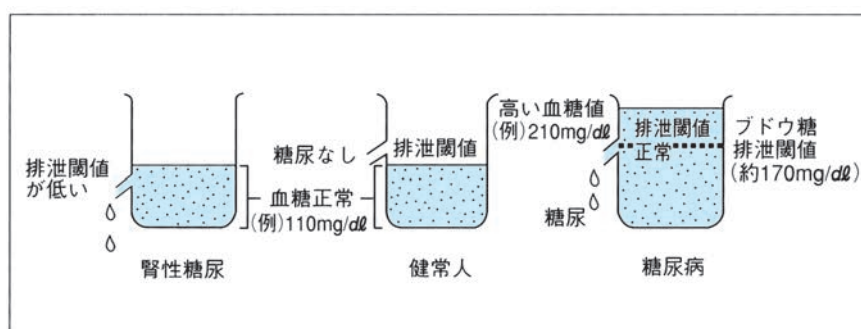 排泄閾値
が低い
糖尿なし
排泄閾値
血糖正常
(例)110mg/dℓ
高い血糖値
(例)210mg/dℓ
排泄閾値
正常
ブドウ糖
排泄閾値
(約170mg/dℓ)
糖尿
腎性糖尿
健常人
糖尿病